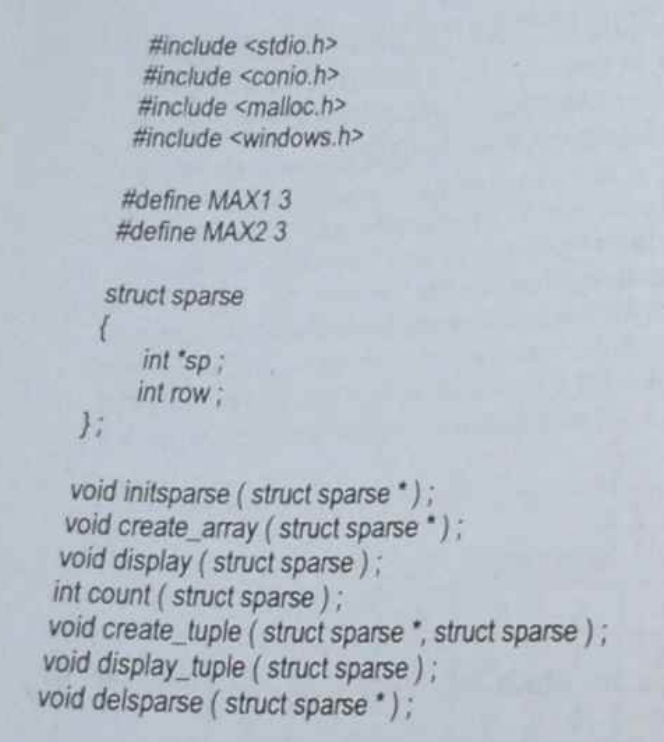 #include <stdio.h>
#include <conio.h>
#include <malloc.h>
#include <windows.h>
#define MAX1 3
#define MAX2 3
struct sparse
{
int *sp ;
int row ;
} ;
void initsparse ( struct sparse * ) ;
void create_array ( struct sparse * ) ;
void display ( struct sparse ) ;
int count ( struct sparse ) ;
void create_tuple ( struct sparse *, struct sparse ) ;
void display_tuple ( struct sparse ) ;
void delsparse ( struct sparse * ) ;